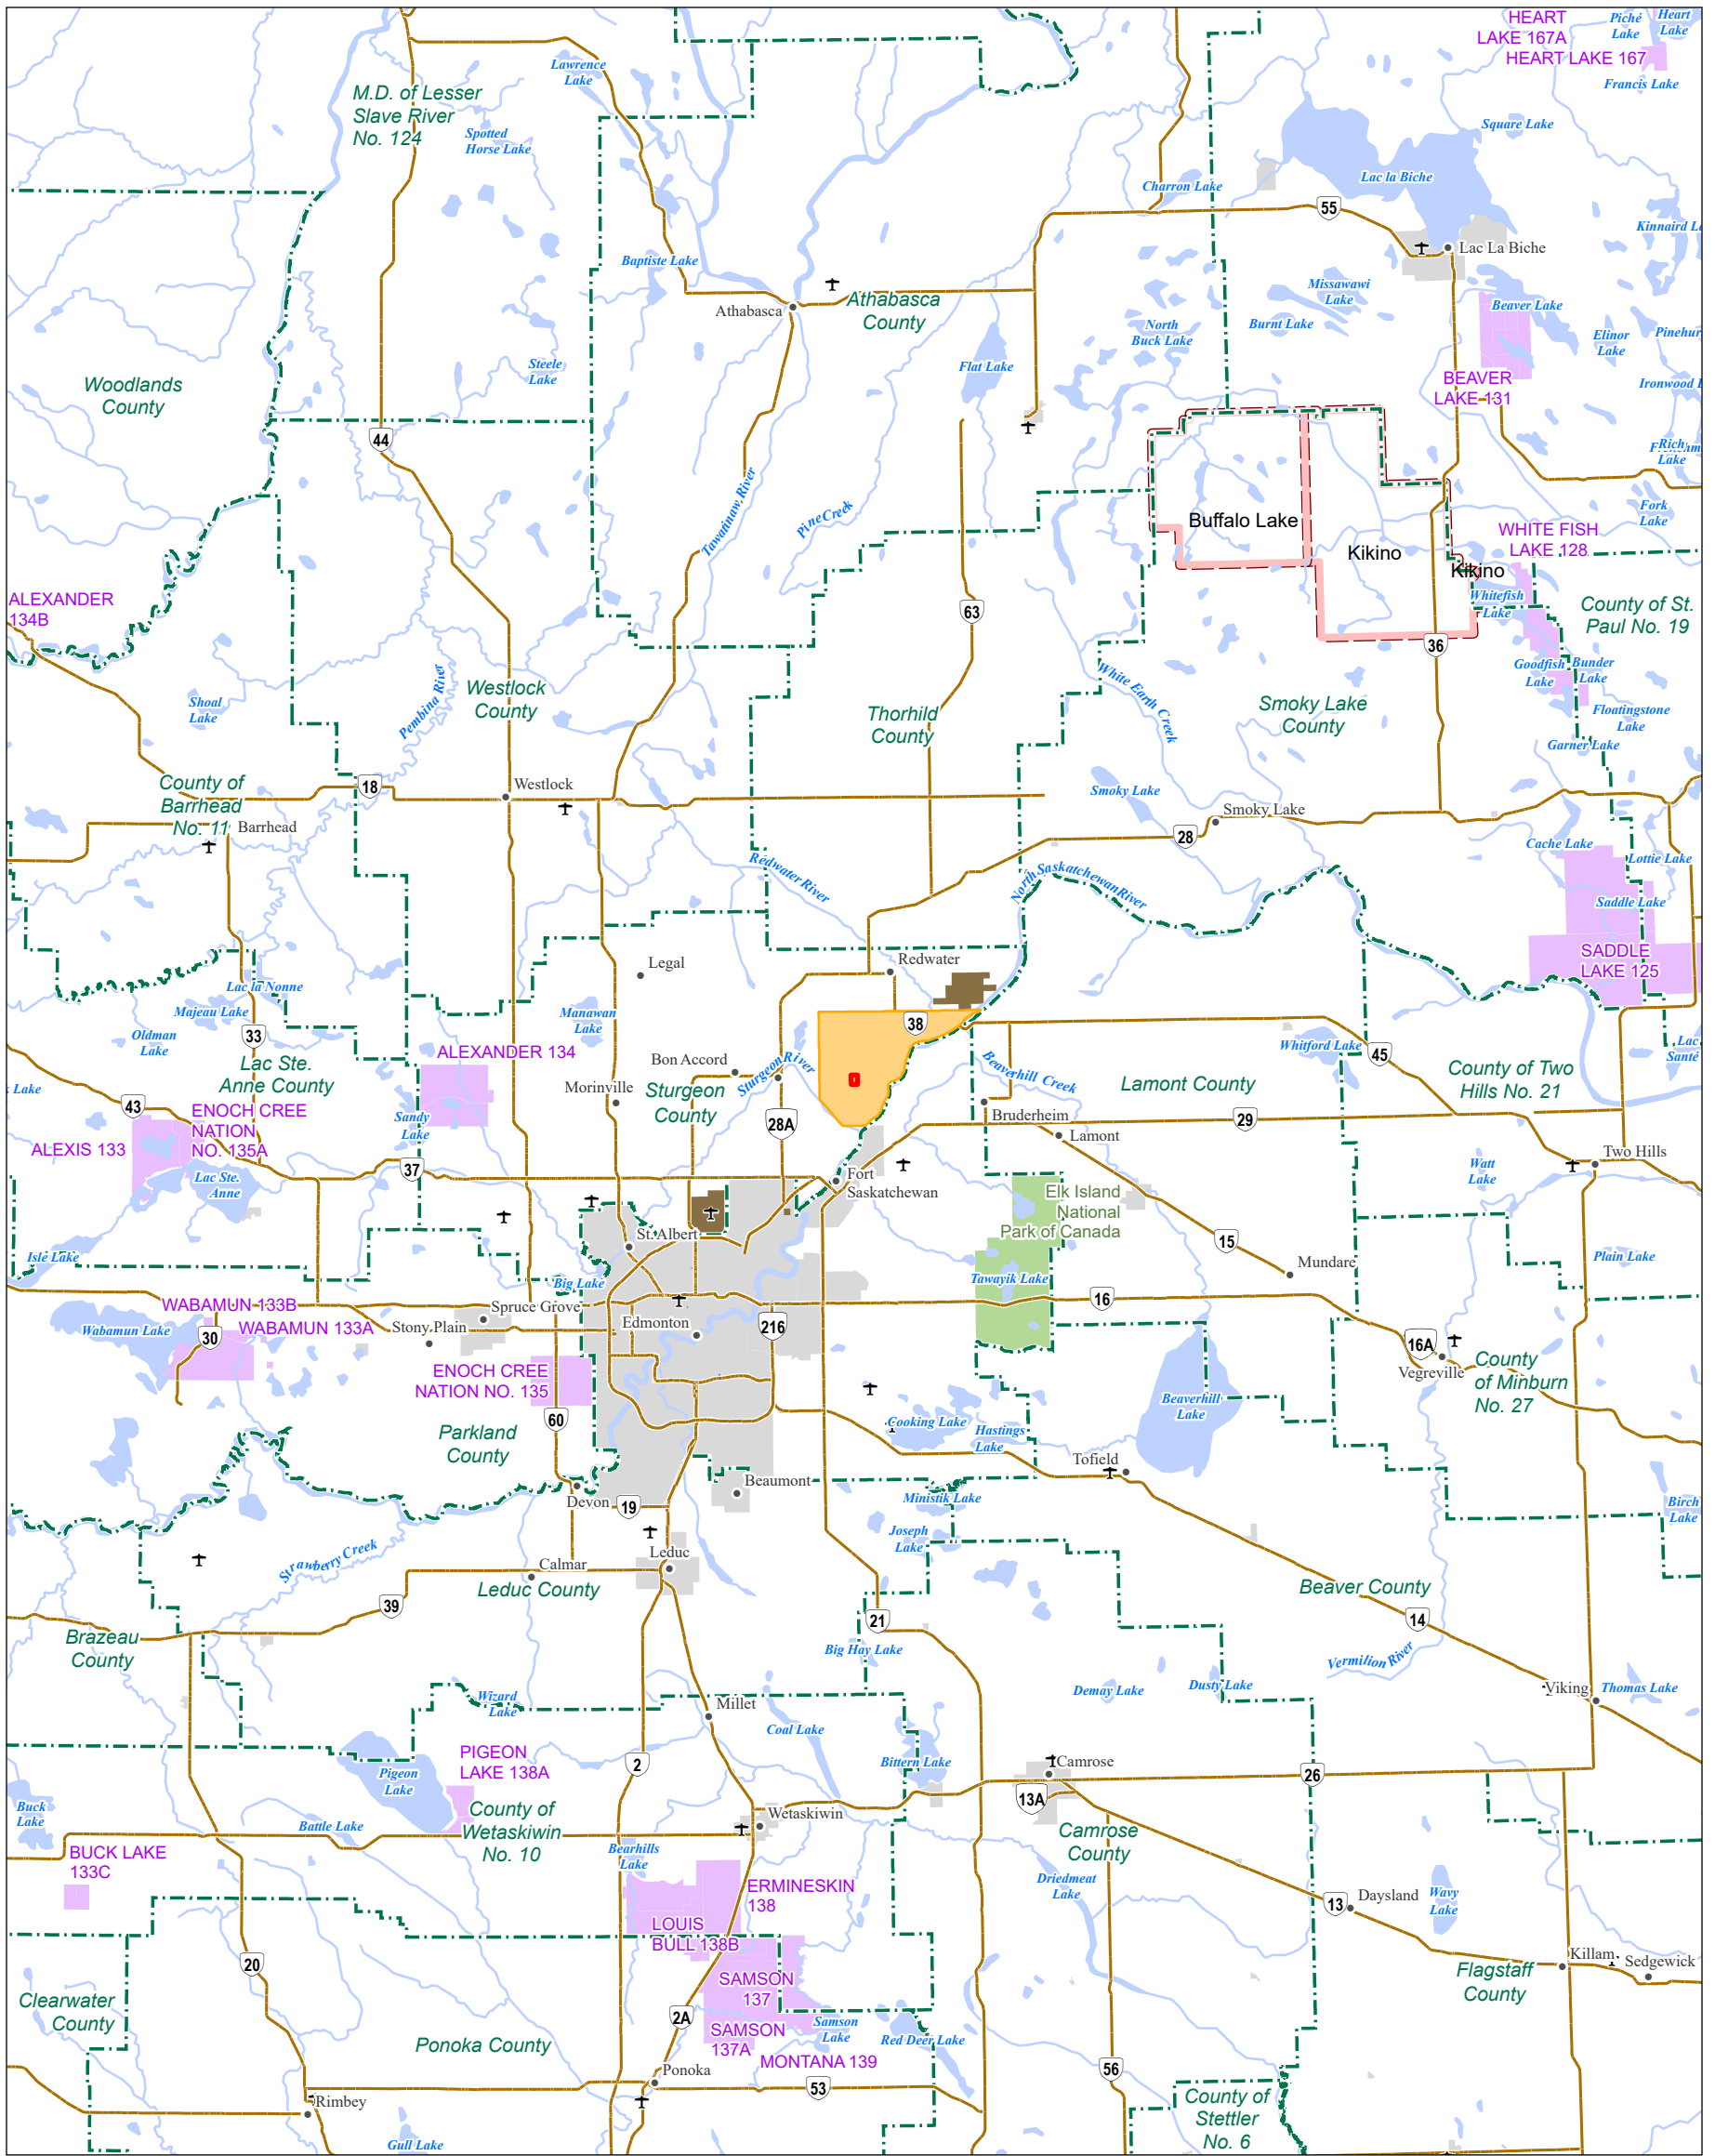 HEART
LAKE 167A
HEART LAKE 167
Piché
Lake
Heart
Lake
Francis Lake
Lawrence
Lake
M.D. of Lesser
Slave River
No. 124
Spotted
Horse Lake
Square Lake
Lac la Biche
Charron Lake
55
Kinnaird
Lac La Biche
Baptiste Lake
Athabasca
Athabasca
County
Missawawi
Lake
Beaver Lake
North
Buck Lake
Burnt Lake
Elinor
Lake
Steele
Lake
Flat Lake
Woodlands
County
BEAVER
LAKE 131
Ironwood
44
Rich
Lake
Tawatinaw River
Pine Creek
Buffalo Lake
Kikino
Kikino
WHITE FISH
LAKE 128
Fork
Lake
ALEXANDER
134B
63
Whitefish
Lake
County of St.
Paul No. 19
36
Pembina River
Westlock
County
Shoal
Lake
White Earth Creek
Thorhild
County
Smoky Lake
County
Goodfish
Lake
Bunder
Lake
Floatingstone
Lake
Garner Lake
County of
Barrhead
No. 11
18
Westlock
Smoky Lake
Smoky Lake
28
Barrhead
Cache Lake
Lottie Lake
Redwater River
North Saskatchewan River
Saddle Lake
SADDLE
LAKE 125
Legal
Redwater
Lac la Nonne
Majeau Lake
Oldman
Lake
Manawan
Lake
38
33
Whitford Lake
45
Lac
Santé
Lac Ste.
Anne County
ALEXANDER 134
Bon Accord
Sturgeon River
Beaverhill Creek
Lamont County
County of Two
Hills No. 21
Morinville
Sturgeon
County
43
ENOCH CREE
NATION
NO. 135A
Sandy
Lake
28A
Bruderheim
29
Lamont
ALEXIS 133
37
Lac Ste.
Anne
Fort
Saskatchewan
Two Hills
Watt
Lake
Elk Island
National
Park of Canada
St. Albert
15
Isle Lake
Big Lake
Tawayik Lake
Mundare
Plain Lake
WABAMUN 133B
WABAMUN 133A
Wabamun Lake
30
Spruce Grove
Stony Plain
Edmonton
216
16
16A
Vegreville
County
of Minburn
No. 27
ENOCH CREE
NATION NO. 135
60
Parkland
County
Beaverhill
Lake
Cooking Lake
Hastings
Lake
Tofield
Beaumont
Devon
19
Ministik Lake
Birch
Lake
Joseph
Lake
Strawberry Creek
Calmar
Leduc
Leduc County
39
Beaver County
21
14
Brazeau
County
Big Hay Lake
Vermilion River
Wizard
Lake
Millet
Demay Lake
Dusty Lake
Viking
Thomas Lake
Coal Lake
PIGEON
LAKE 138A
Pigeon
Lake
2
Bittern Lake
Camrose
26
13A
Buck
Lake
County of
Wetaskiwin
No. 10
Battle Lake
Wetaskiwin
Camrose
County
Bearhills
Lake
BUCK LAKE
133C
ERMINESKIN
138
Driedmeat
Lake
13
Daysland
Wavy
Lake
LOUIS
BULL 138B
20
SAMSON
137
Killam
Sedgewick
Flagstaff
County
Clearwater
County
2A
SAMSON
137A
Samson
Lake
Red Deer Lake
Ponoka County
MONTANA 139
Ponoka
53
56
Rimbey
County of
Stettler
No. 6
Gull Lake